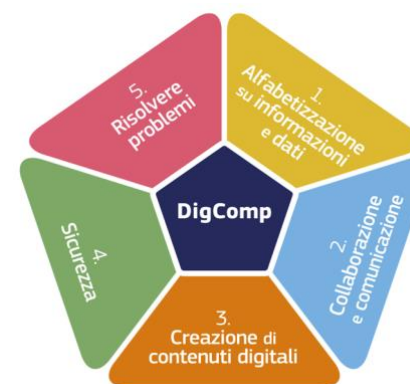 DigComp
1.
Alfabetizzazione
su informazioni
e dati
2.
Collaborazione
e comunicazione
3.
Creazione di
contenuti digitali
4.
Sicurezza
5.
Risolvere
problemi